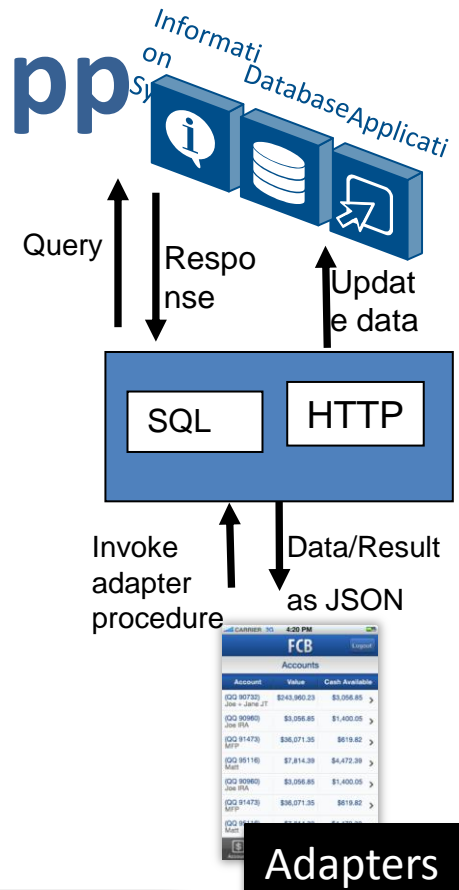 pp
Informati
on
Sy
Database
Applicati
Query
Respo
nse
Updat
e data
SQL
HTTP
Invoke
adapter
procedure
Data/Result
as JSON
CARRIER 3G 4:20 PM
FCB Logout
Accounts
Account Value Cash Available
(QQ 90732) $243,960.23 $3,056.85
Joe + Jane JT
(QQ 90960) $3,056.85 $1,400.05
Joe IRA
(QQ 91473) $36,071.35 $619.82
MFP
(QQ 95116) $7,814.39 $4,472.39
Matt
(QQ 90960) $3,056.85 $1,400.05
Joe IRA
(QQ 91473) $36,071.35 $619.82
MFP
Matt
Adapters